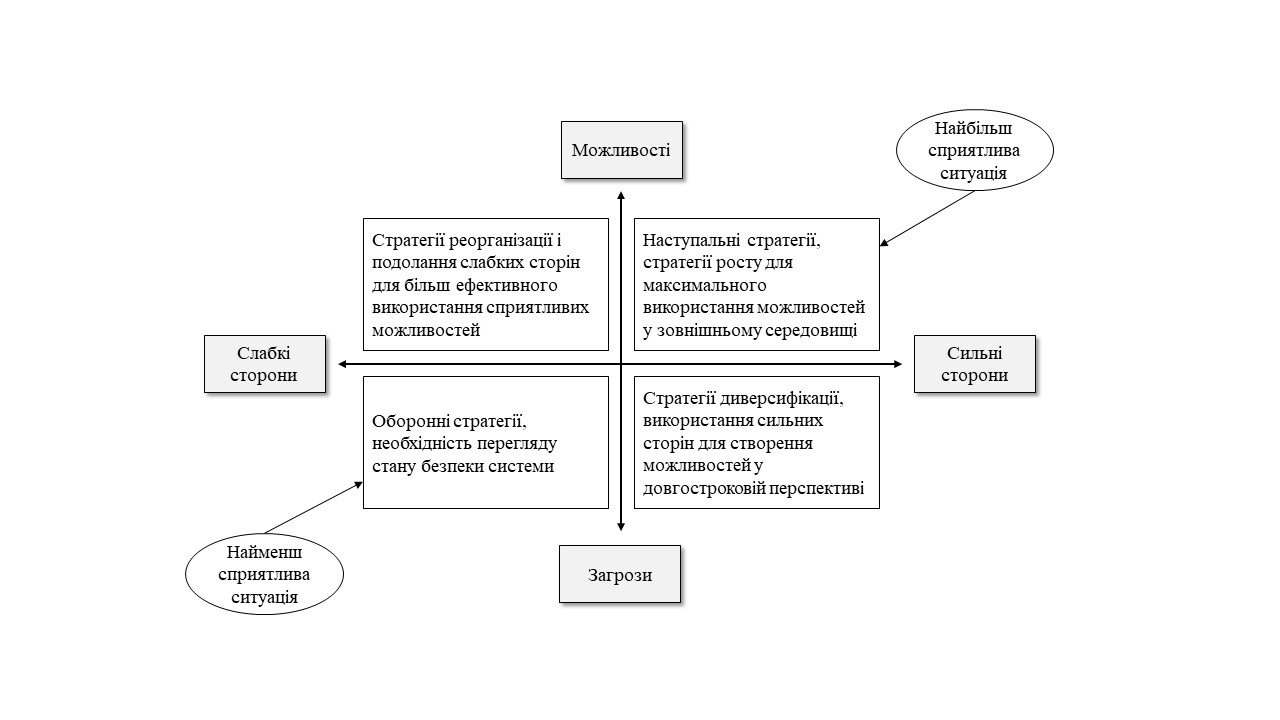 Можливості
Найбільш
сприятлива
ситуація
Стратегії реорганізації і
подолання слабких сторін
для більш ефективного
використання сприятливих
можливостей
Наступальні стратегії,
стратегії росту для
максимального
використання можливостей
у зовнішньому середовищі
Слабкі
сторони
Сильні
сторони
Оборонні стратегії,
необхідність перегляду
стану безпеки системи
Стратегії диверсифікації,
використання сильних
сторін для створення
можливостей у
довгостроковій перспективі
Найменш
сприятлива
ситуація
Загрози